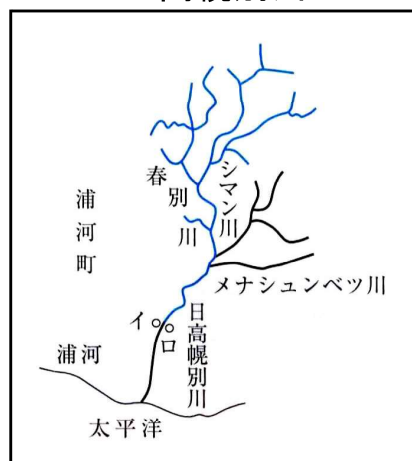 シマン川
春別川
浦河町
メナシュンベツ川
日高幌別川
イ
ロ
浦河
太平洋